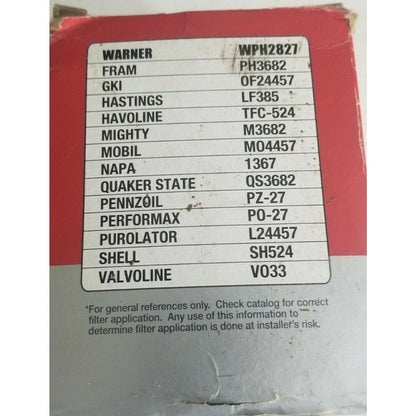 WARNER WPH2827
FRAM PH3682
GKI OF24457
HASTINGS LF385
HAVOLINE TFC-524
MIGHTY M3682
MOBIL MO4457
NAPA 1367
QUAKER STATE QS3682
PENNZOIL PZ-27
PERFORMAX PO-27
PUROLATOR L24457
SHELL SH524
VALVOLINE VO33
*For general references only. Check catalog for correct
filter application. Any use of this information to
determine filter application is done at installer's risk.